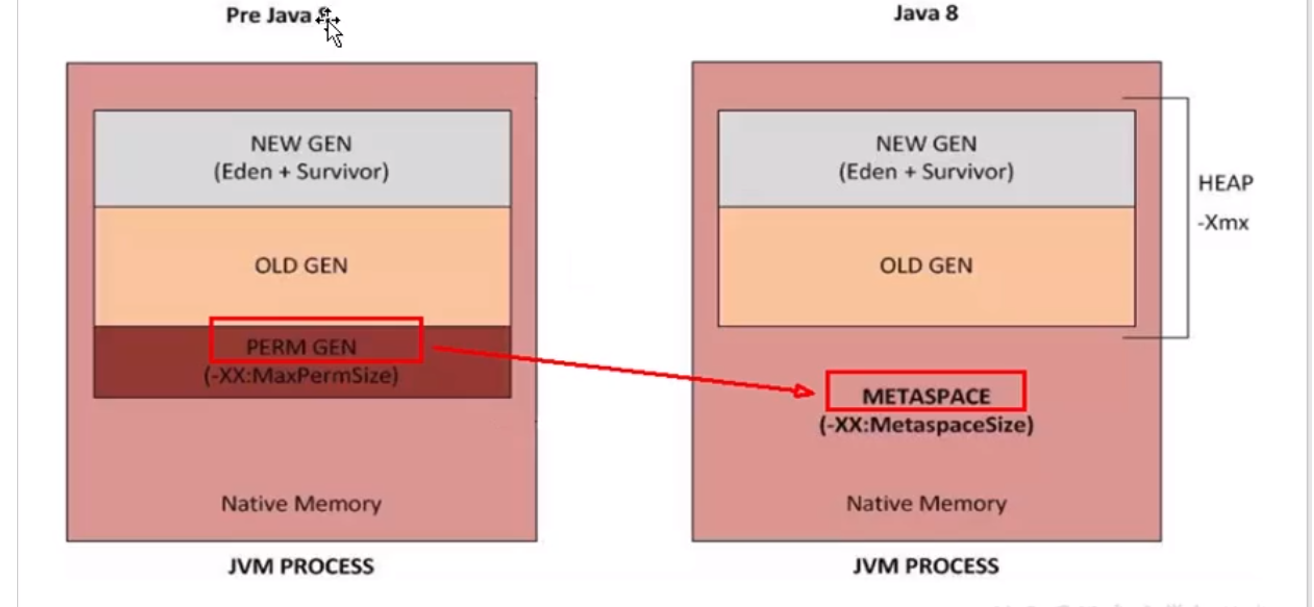 Pre Java
Java 8
NEW GEN
(Eden + Survivor)
OLD GEN
PERM GEN
(-XX:MaxPermSize)
Native Memory
JVM PROCESS
NEW GEN
(Eden + Survivor)
OLD GEN
HEAP
-Xmx
METASPACE
(-XX:MetaspaceSize)
Native Memory
JVM PROCESS